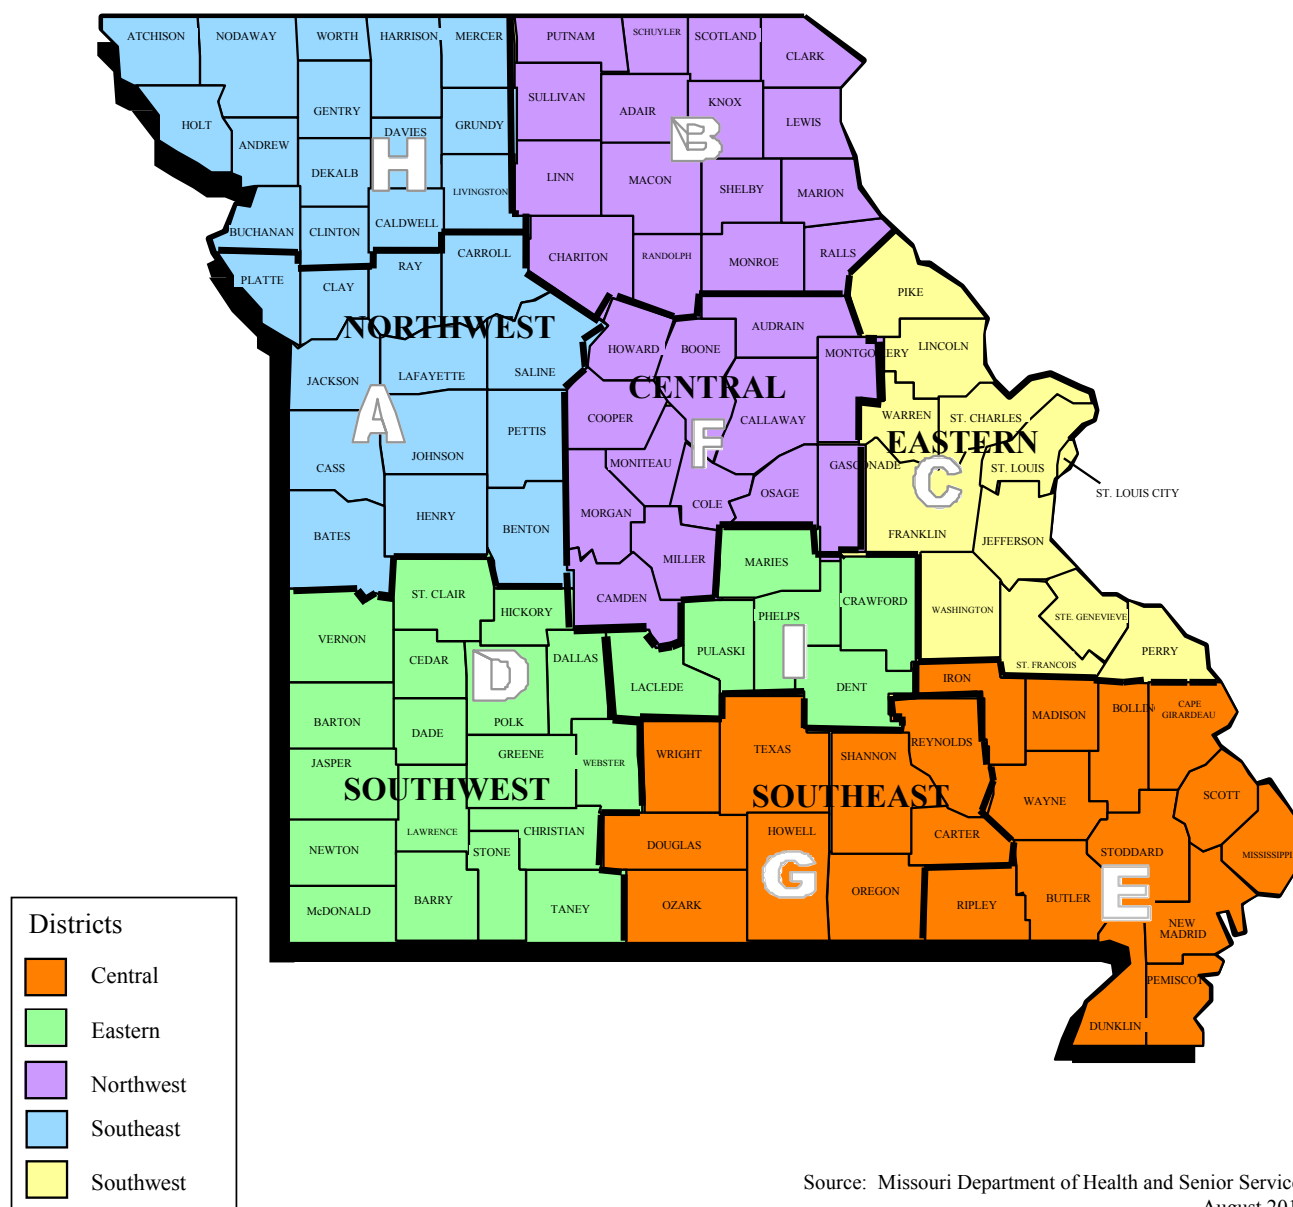 ATCHISON NODAWAY WORTH HARRISON MERCER PUTNAM SCHUYLER SCOTLAND
CLARK
SULLIVAN ADAIR KNOX
HOLT GENTRY GRUNDY LEWIS
ANDREW DAVIES
H B
DEKALB LINN MACON SHELBY MARION
LIVINGSTON
BUCHANAN CLINTON CALDWELL
PLATTE CLAY RAY CARROLL CHARITON RANDOLPH MONROE RALLS
PIKE
NORTHWEST AUDRAIN
HOWARD BOONE MONTGOMERY LINCOLN
JACKSON LAFAYETTE SALINE
CENTRAL
A COOPER CALLAWAY WARREN ST. CHARLES
PETTIS EASTERN
CASS JOHNSON MONITEAU F GASCONADE ST. LOUIS
C ST. LOUIS CITY
HENRY MORGAN COLE OSAGE
BATES BENTON FRANKLIN JEFFERSON
MILLER MARIES
ST. CLAIR HICKORY CAMDEN PHELPS CRAWFORD WASHINGTON STE. GENEVIEVE
VERNON CEDAR DALLAS PULASKI I PERRY
ST. FRANCOIS
D LACLEDE DENT IRON
BARTON DADE POLK MADISON BOLLIN CAPE
GIRARDEAU
JASPER GREENE WEBSTER WRIGHT TEXAS SHANNON REYNOLDS
SOUTHWEST SOUTHEAST WAYNE SCOTT
LAWRENCE CHRISTIAN HOWELL CARTER
NEWTON STONE DOUGLAS STODDARD MISSISSIPPI
G E
McDONALD BARRY TANEY OZARK OREGON RIPLEY BUTLER
NEW
MADRID
PEMISCOT
DUNKLIN
Districts
Central
Eastern
Northwest
Southeast
Southwest
Source: Missouri Department of Health and Senior Service
August 201